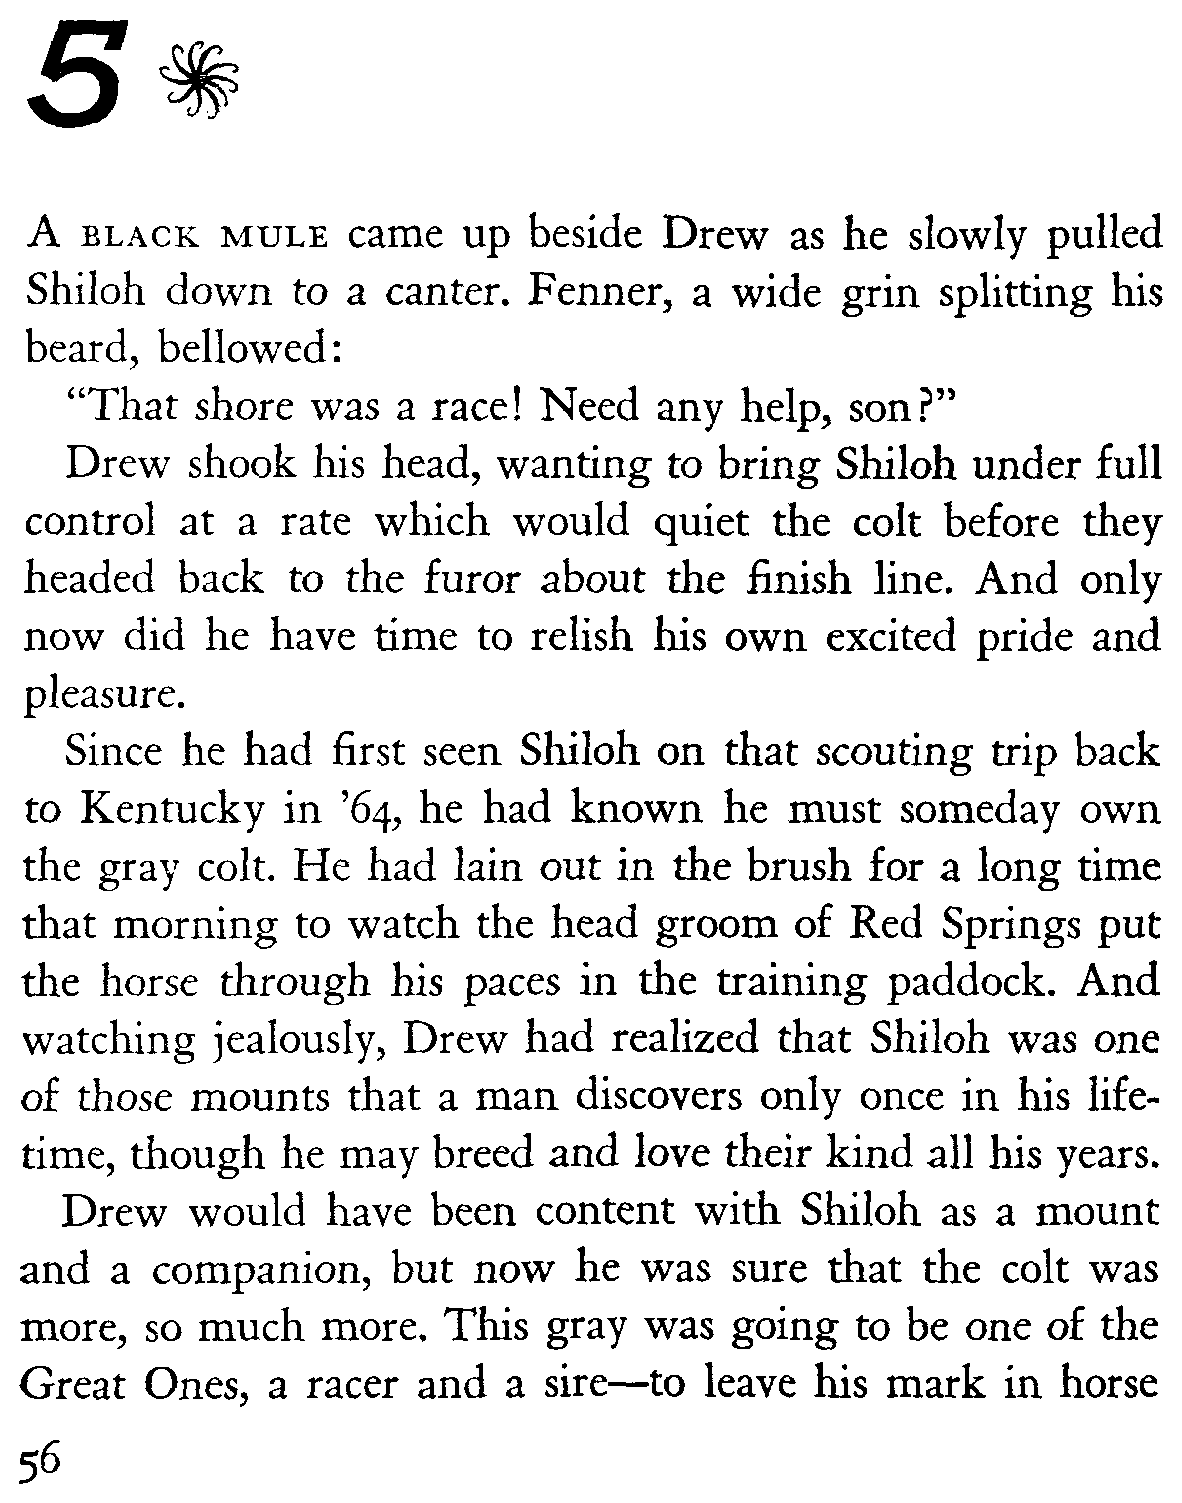 5
A BLACK MULE came up beside Drew as he slowly pulled
Shiloh down to a canter. Fenner, a wide grin splitting his
beard, bellowed:
“That shore was a race! Need any help, son?”
Drew shook his head, wanting to bring Shiloh under full
control at a rate which would quiet the colt before they
headed back to the furor about the finish line. And only
now did he have time to relish his own excited pride and
pleasure.
Since he had first seen Shiloh on that scouting trip back
to Kentucky in ’64, he had known he must someday own
the gray colt. He had lain out in the brush for a long time
that morning to watch the head groom of Red Springs put
the horse through his paces in the training paddock. And
watching jealously, Drew had realized that Shiloh was one
of those mounts that a man discovers only once in his life-
time, though he may breed and love their kind all his years.
Drew would have been content with Shiloh as a mount
and a companion, but now he was sure that the colt was
more, so much more. This gray was going to be one of the
Great Ones, a racer and a sire—to leave his mark in horse
56